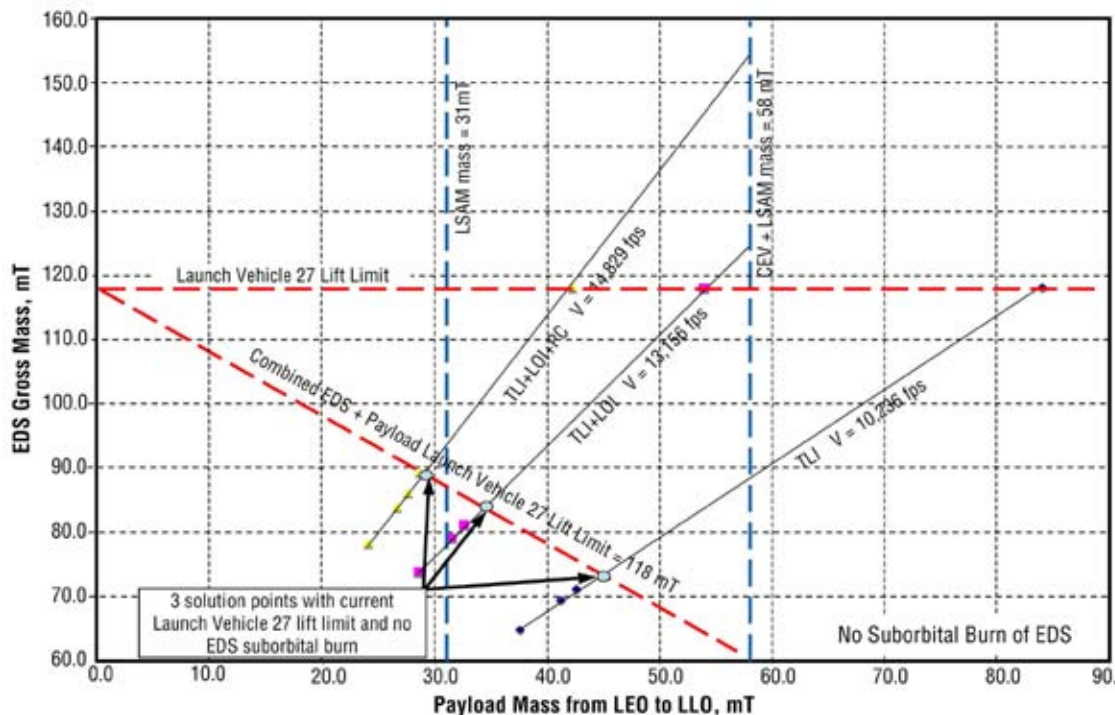 160.0
150.0
140.0
130.0
120.0
110.0
100.0
90.0
80.0
70.0
60.0
EDS Gross Mass, mT
LSAM mass = 31mT
CEV + LSAM mass = 58 mT
Launch Vehicle 27 Lift Limit
TLI+LOI+PC V = 14,829 fps
TLI+LOI V = 13,156 fps
TLI V = 10,236 fps
Combined EDS + Payload Launch Vehicle 27 Lift Limit = 118 mT
3 solution points with current
Launch Vehicle 27 lift limit and no
EDS suborbital burn
No Suborbital Burn of EDS
0.0 10.0 20.0 30.0 40.0 50.0 60.0 70.0 80.0 90.
Payload Mass from LEO to LLO, mT